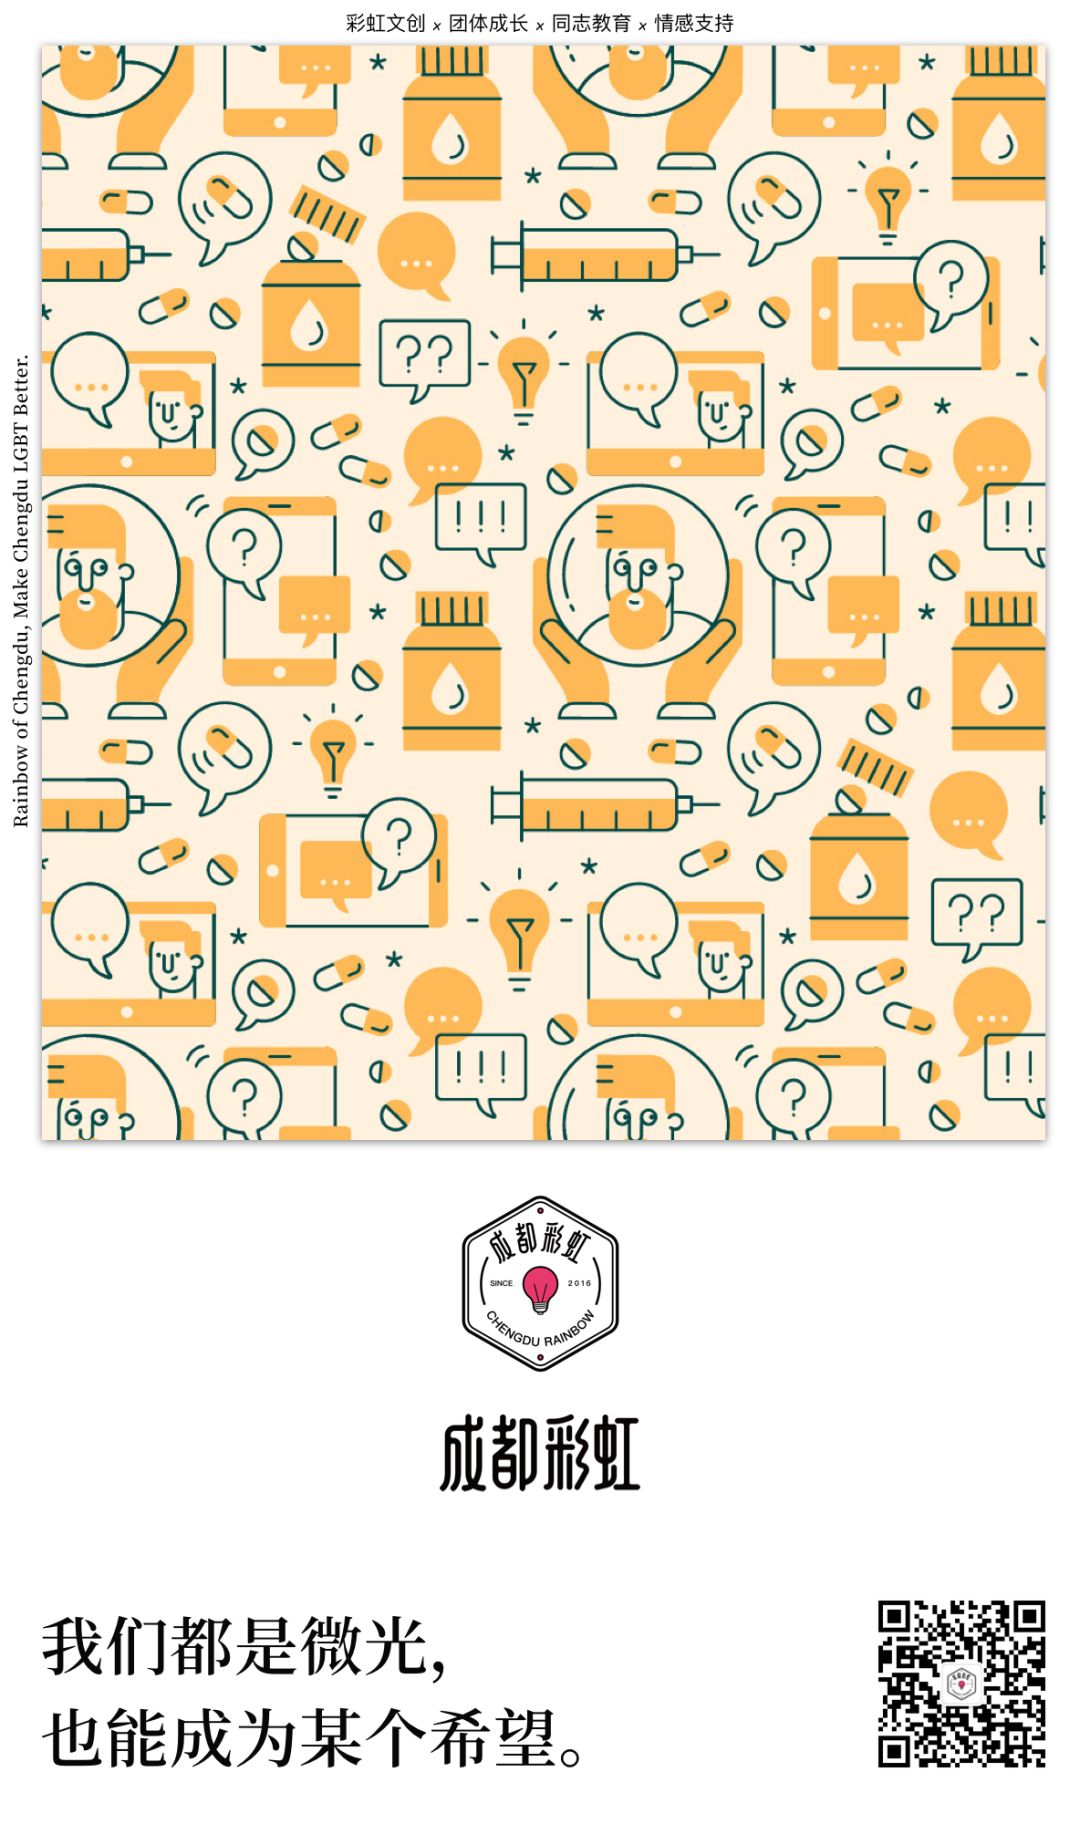 彩虹文创 × 团体成长 × 同志教育 × 情感支持
Rainbow of Chengdu, Make Chengdu LGBT Better.
??
? 
!!!
?
?
??
!!!
?
成都彩虹
SINCE 2016
CHENGDU RAINBOW
成都彩虹
我们都是微光,
也能成为某个希望。